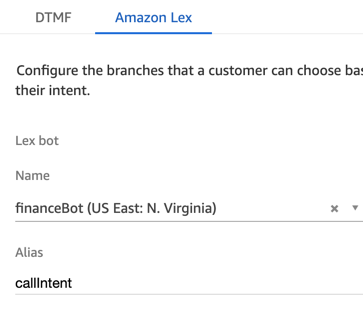 DTMF Amazon Lex
Configure the branches that a customer can choose bas
their intent.
Lex bot
Name
financeBot (US East: N. Virginia)
Alias
callIntent